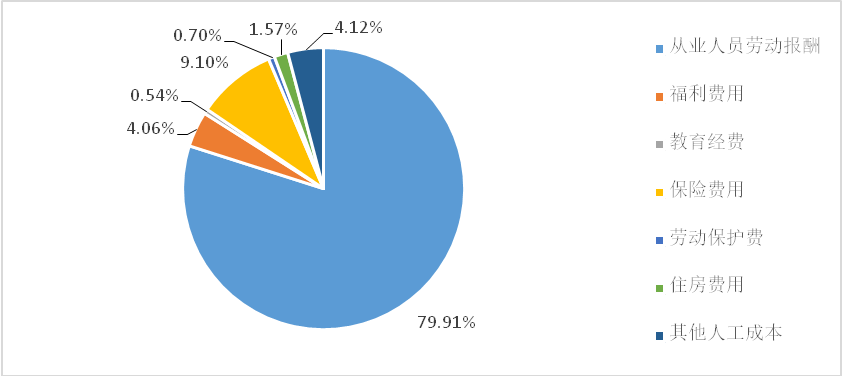 0.70%
1.57%
4.12%
9.10%
0.54%
4.06%
79.91%
从业人员劳动报酬
福利费用
教育经费
保险费用
劳动保护费
住房费用
其他人工成本